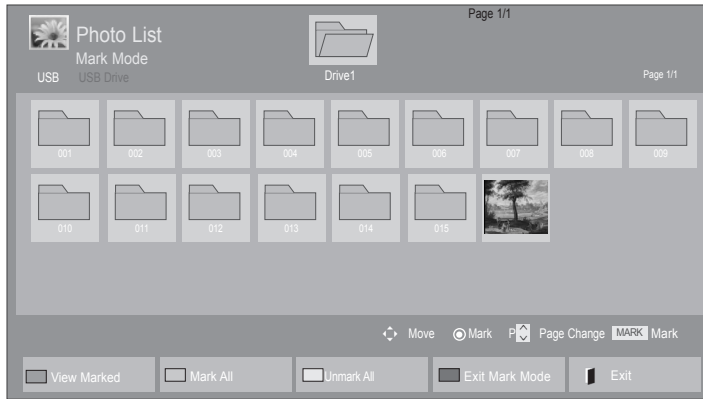 Page 1/1
Photo List
Mark Mode
USB USB Drive
Drive1
Page 1/1
001 002 003 004 005 006 007 008 009
010 011 012 013 014 015
Move Mark P Page Change MARK Mark
View Marked Mark All Unmark All Exit Mark Mode Exit